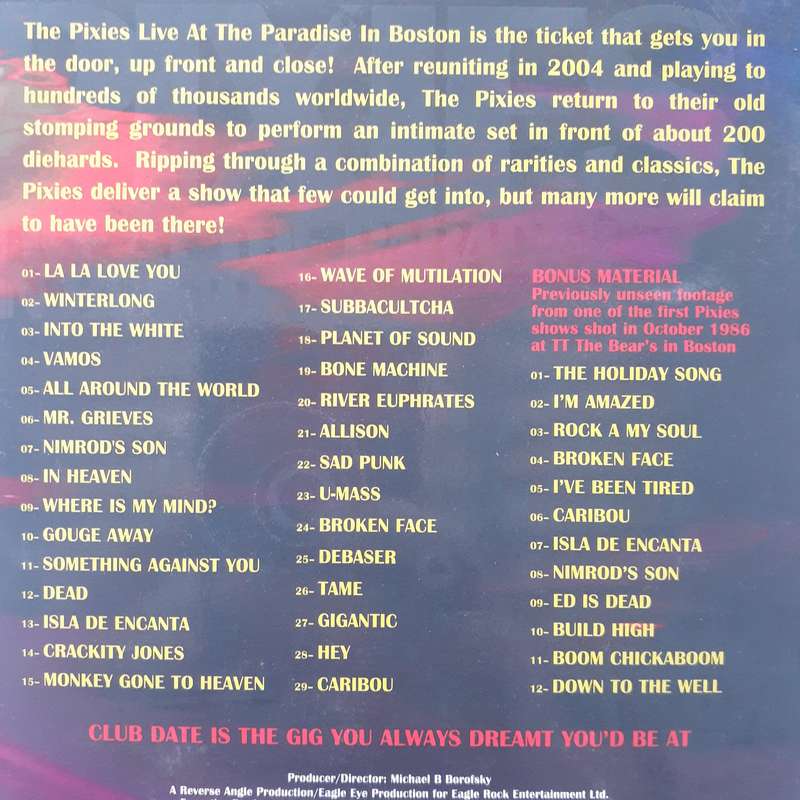 The Pixies Live At The Paradise In Boston is the ticket that gets you in
the door, up front and close! After reuniting in 2004 and playing to
hundreds of thousands worldwide, The Pixies return to their old
stomping grounds to perform an intimate set in front of about 200
diehards. Ripping through a combination of rarities and classics, The
Pixies deliver a show that few could get into, but many more will claim
to have been there!
01- LA LA LOVE YOU
02- WINTERLONG
03- INTO THE WHITE
04- VAMOS
05- ALL AROUND THE WORLD
06- MR. GRIEVES
07- NIMROD'S SON
08- IN HEAVEN
09- WHERE IS MY MIND?
10- GOUGE AWAY
11- SOMETHING AGAINST YOU
12- DEAD
13- ISLA DE ENCANTA
14- CRACKITY JONES
15- MONKEY GONE TO HEAVEN
16- WAVE OF MUTILATION
17- SUBBACULTCHA
18- PLANET OF SOUND
19- BONE MACHINE
20- RIVER EUPHRATES
21- ALLISON
22- SAD PUNK
23- U-MASS
24- BROKEN FACE
25- DEBASER
26- TAME
27- GIGANTIC
28- HEY
29- CARIBOU
BONUS MATERIAL
Previously unseen footage
from one of the first Pixies
shows shot in October 1986
at TT The Bear's in Boston
01- THE HOLIDAY SONG
02- I'M AMAZED
03- ROCK A MY SOUL
04- BROKEN FACE
05- I'VE BEEN TIRED
06- CARIBOU
07- ISLA DE ENCANTA
08- NIMROD'S SON
09- ED IS DEAD
10- BUILD HIGH
11- BOOM CHICKABOOM
12- DOWN TO THE WELL
CLUB DATE IS THE GIG YOU ALWAYS DREAMT YOU'D BE AT
Producer/Director: Michael B Borofsky
A Reverse Angle Production/Eagle Eye Production for Eagle Rock Entertainment Ltd.